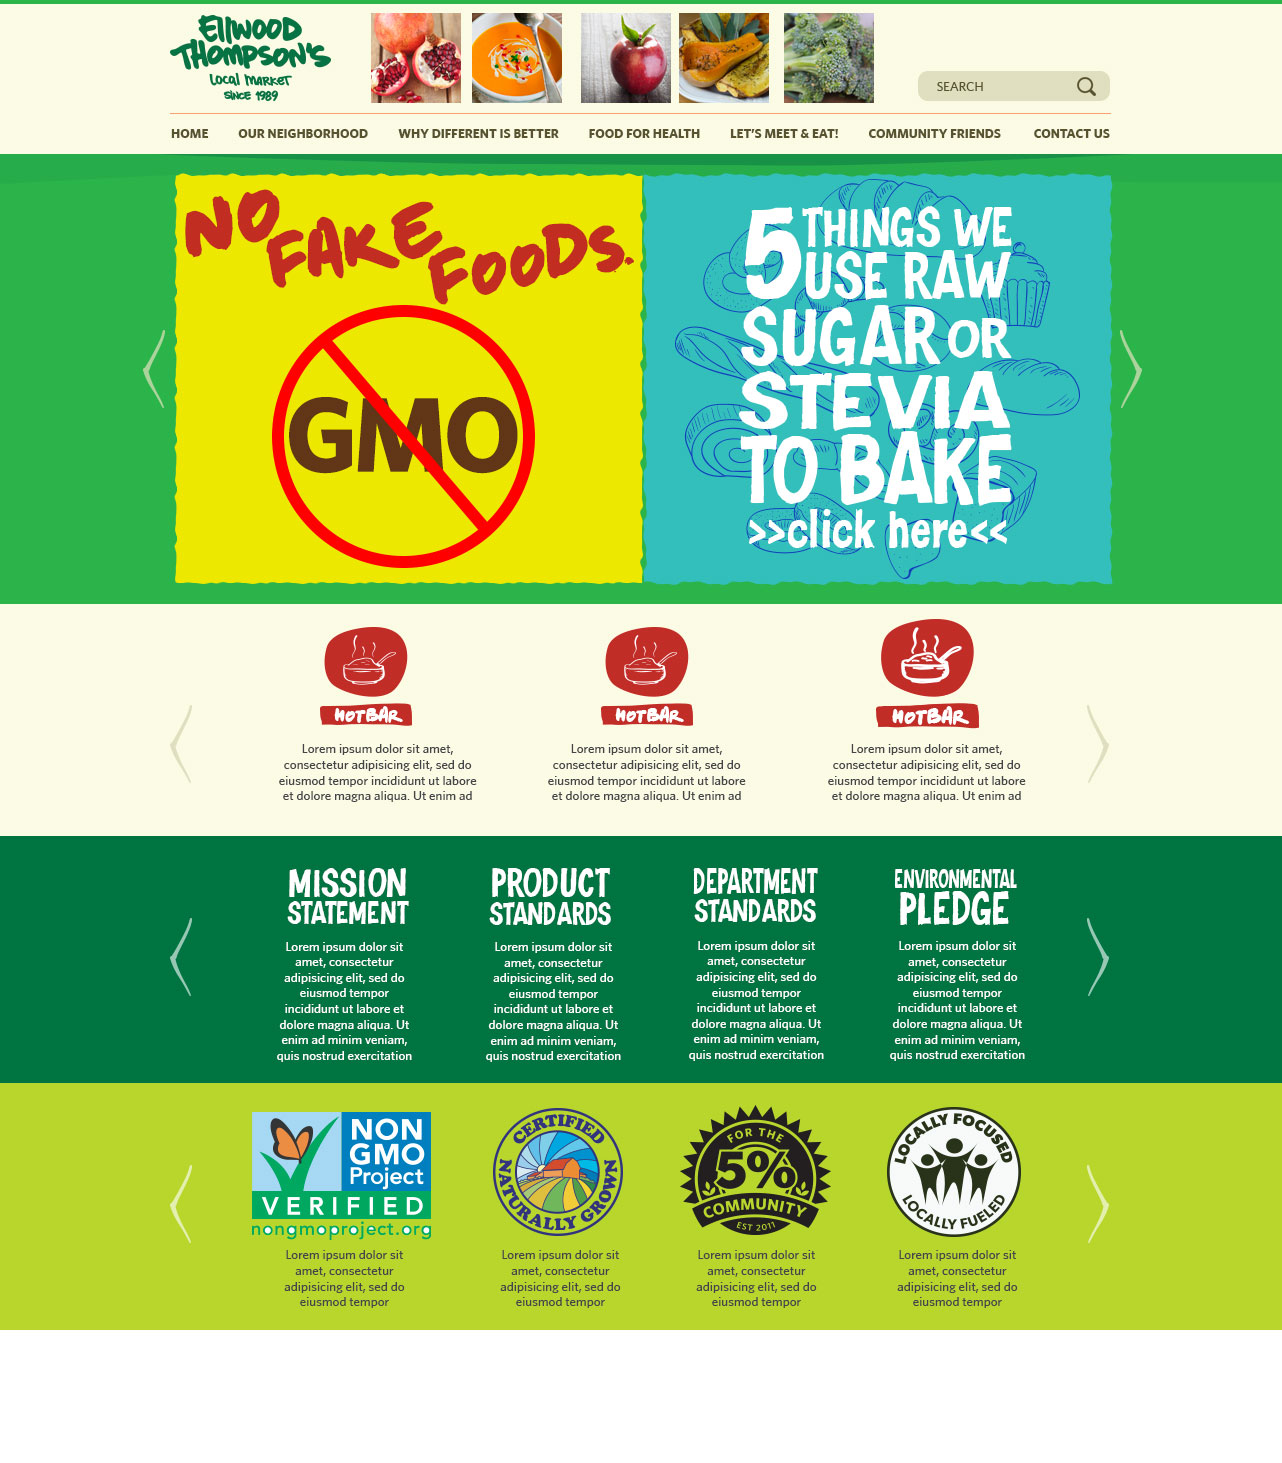 Ellwood
Thompson's
Local Market
Since 1989
SEARCH
HOME
OUR NEIGHBORHOOD
WHY DIFFERENT IS BETTER
FOOD FOR HEALTH
LET'S MEET & EAT!
COMMUNITY FRIENDS
CONTACT US
NO
FAKE
FOODS.
GMO
5 THINGS WE
USE RAW
SUGAR OR
STEVIA
TO BAKE
>>click here<<
HOTBAR
Lorem ipsum dolor sit amet,
consectetur adipisicing elit, sed do
eiusmod tempor incididunt ut labore
et dolore magna aliqua. Ut enim ad
HOTBAR
Lorem ipsum dolor sit amet,
consectetur adipisicing elit, sed do
eiusmod tempor incididunt ut labore
et dolore magna aliqua. Ut enim ad
HOTBAR
Lorem ipsum dolor sit amet,
consectetur adipisicing elit, sed do
eiusmod tempor incididunt ut labore
et dolore magna aliqua. Ut enim ad
MISSION
STATEMENT
Lorem ipsum dolor sit
amet, consectetur
adipisicing elit, sed do
eiusmod tempor
incididunt ut labore et
dolore magna aliqua. Ut
enim ad minim veniam,
quis nostrud exercitation
PRODUCT
STANDARDS
Lorem ipsum dolor sit
amet, consectetur
adipisicing elit, sed do
eiusmod tempor
incididunt ut labore et
dolore magna aliqua. Ut
enim ad minim veniam,
quis nostrud exercitation
DEPARTMENT
STANDARDS
Lorem ipsum dolor sit
amet, consectetur
adipisicing elit, sed do
eiusmod tempor
incididunt ut labore et
dolore magna aliqua. Ut
enim ad minim veniam,
quis nostrud exercitation
ENVIRONMENTAL
PLEDGE
Lorem ipsum dolor sit
amet, consectetur
adipisicing elit, sed do
eiusmod tempor
incididunt ut labore et
dolore magna aliqua. Ut
enim ad minim veniam,
quis nostrud exercitation
NON
GMO
Project
VERIFIED
nongmoproject.org
Lorem ipsum dolor sit
amet, consectetur
adipisicing elit, sed do
eiusmod tempor
CERTIFIED
NATURALLY GROWN
Lorem ipsum dolor sit
amet, consectetur
adipisicing elit, sed do
eiusmod tempor
FOR THE
5%
COMMUNITY
EST 2011
Lorem ipsum dolor sit
amet, consectetur
adipisicing elit, sed do
eiusmod tempor
LOCALLY FOCUSED
LOCALLY FUELED
Lorem ipsum dolor sit
amet, consectetur
adipisicing elit, sed do
eiusmod tempor